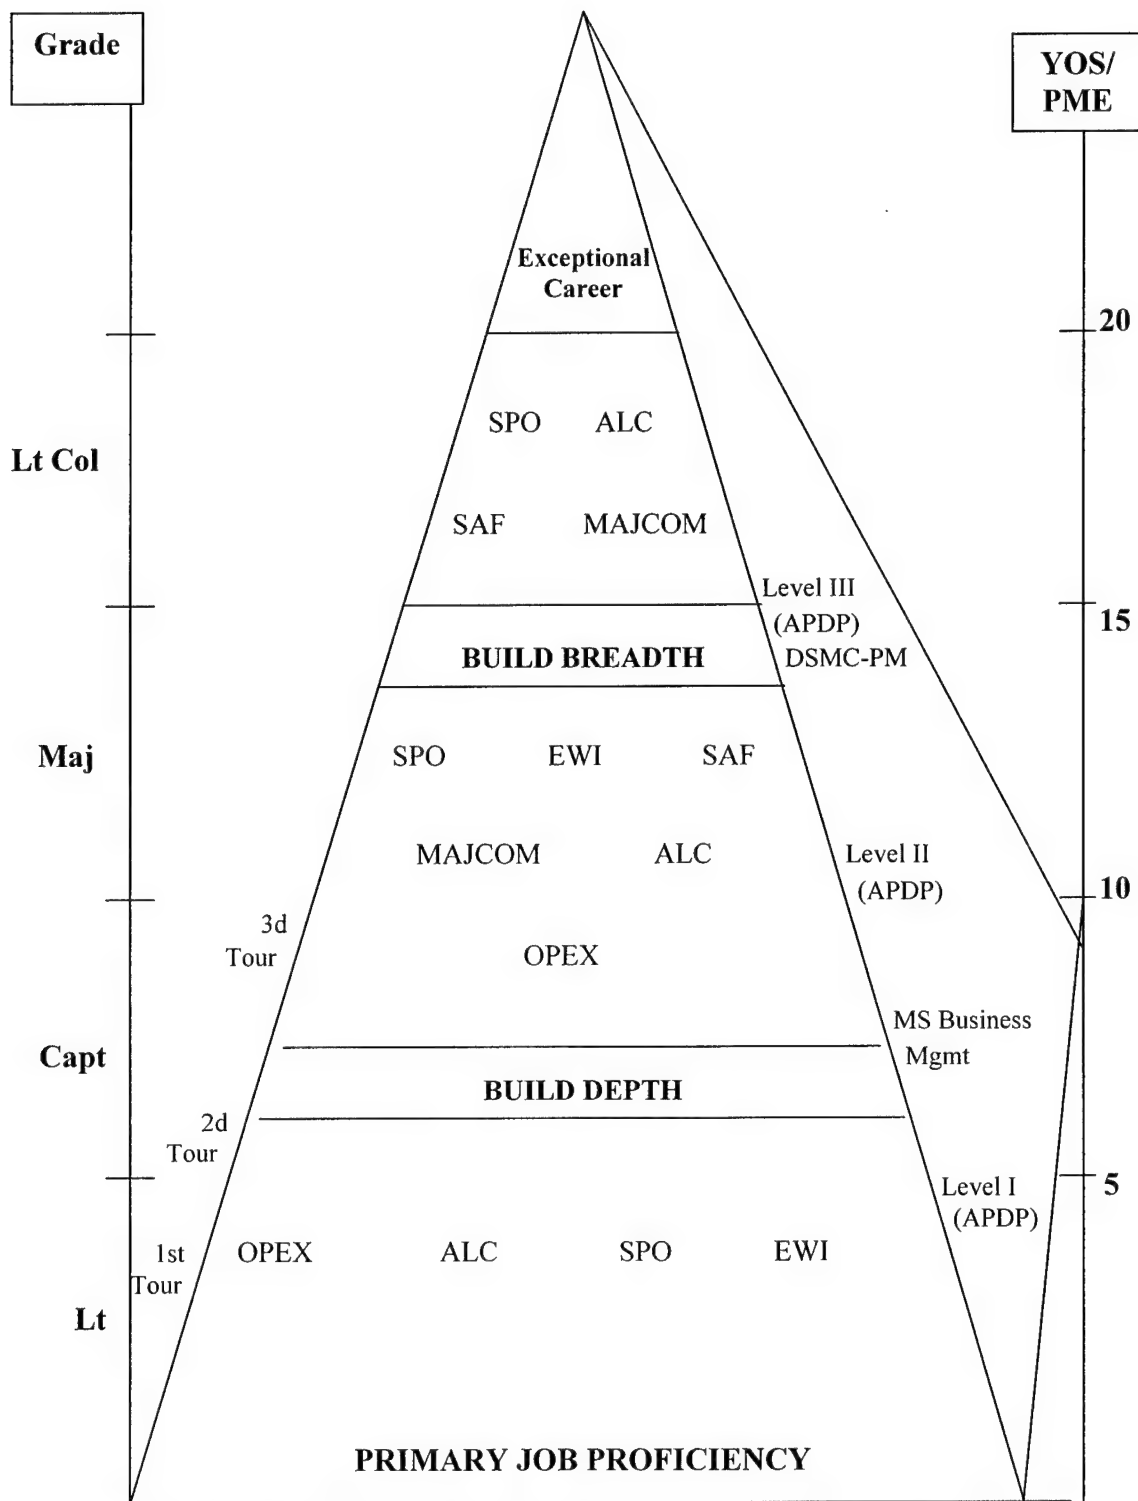 Grade
YOS/
PME
Exceptional
Career
20
SPO ALC
Lt Col
SAF MAJCOM
Level III
(APDP)
15
BUILD BREADTH
DSMC-PM
Maj
SPO EWI SAF
MAJCOM ALC
Level II
(APDP)
10
3d
Tour
OPEX
MS Business
Mgmt
Capt
BUILD DEPTH
2d
Tour
Level I
(APDP)
5
1st
Tour
OPEX ALC SPO EWI
Lt
PRIMARY JOB PROFICIENCY